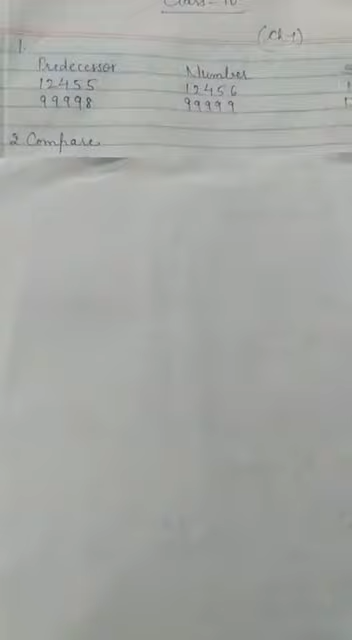 (Ch-1)
1.
Predecessor Number
12455 12456
99998 99999
2 Compare